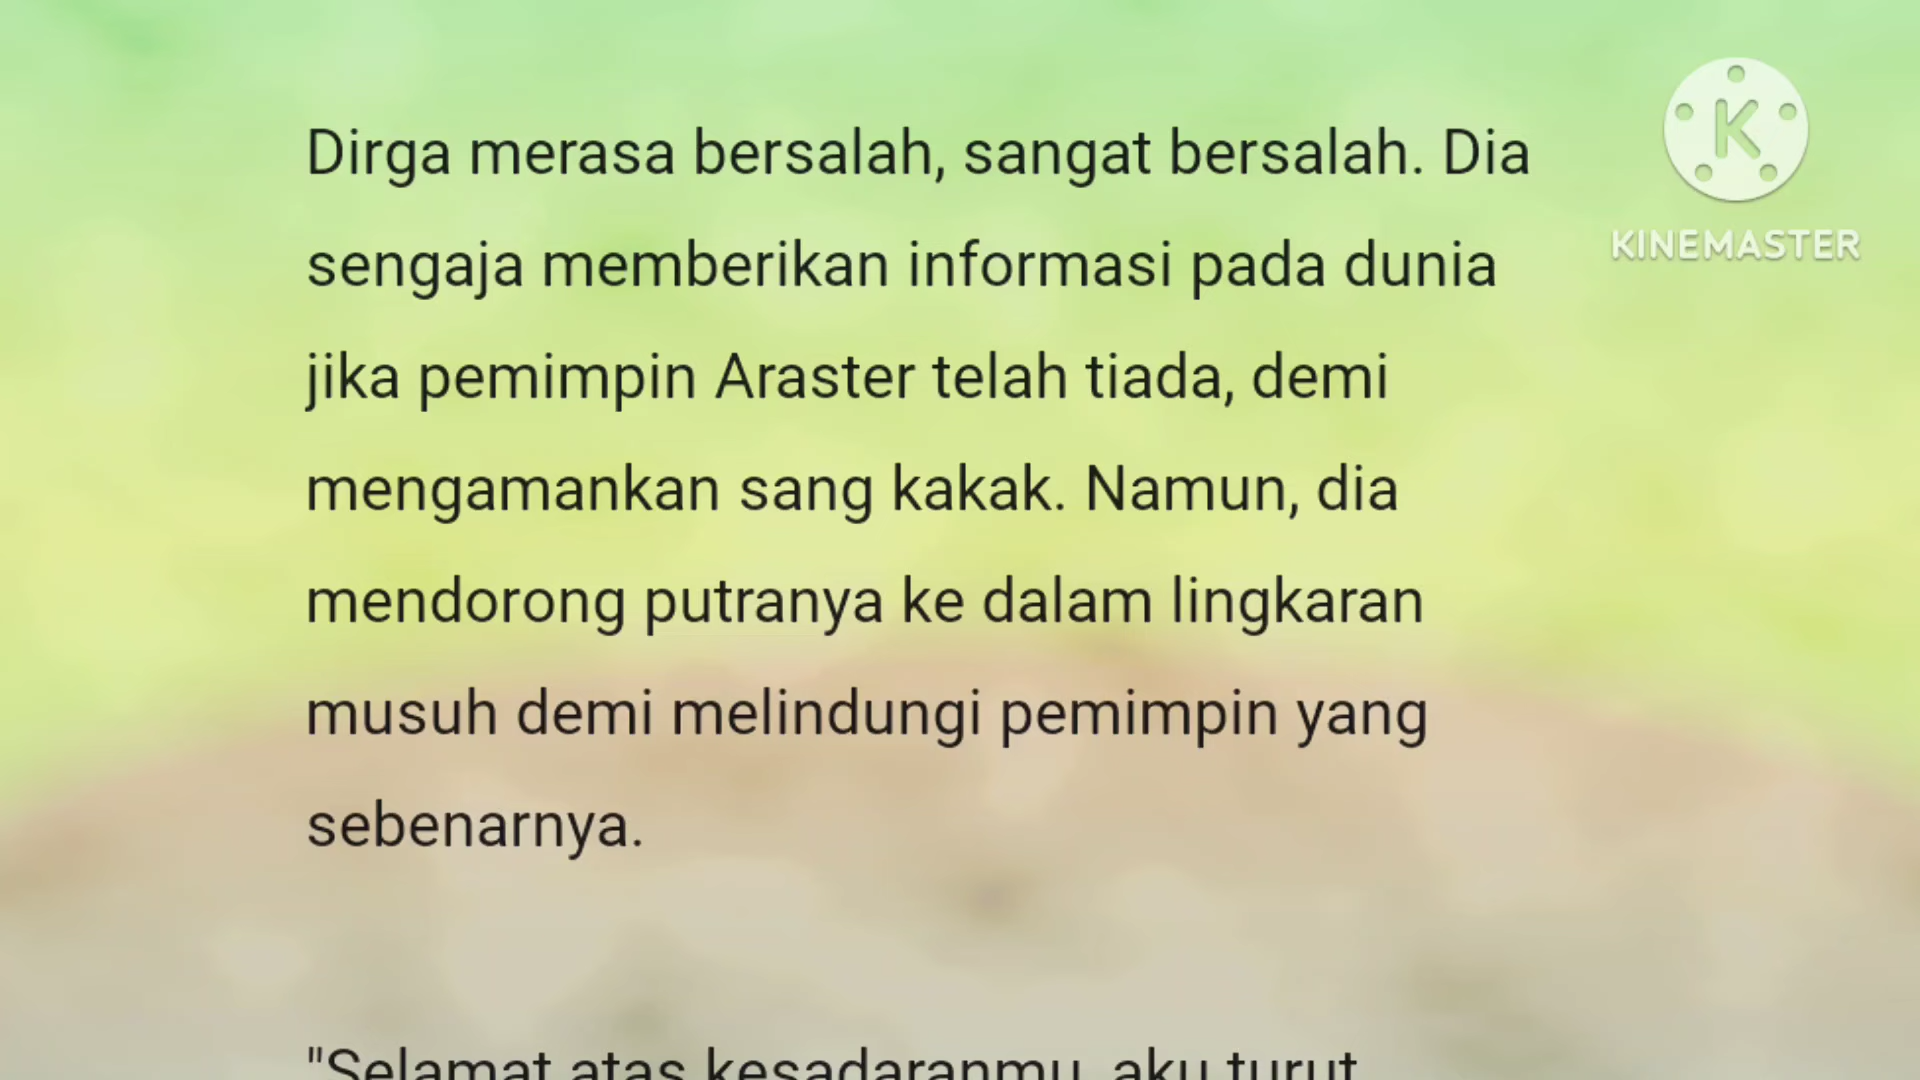 Dirga merasa bersalah, sangat bersalah. Dia
sengaja memberikan informasi pada dunia
jika pemimpin Araster telah tiada, demi
mengamankan sang kakak. Namun, dia
mendorong putranya ke dalam lingkaran
musuh demi melindungi pemimpin yang
sebenarnya.
"Selamat atas kesadaranmu, aku turut
K
KINEMASTER